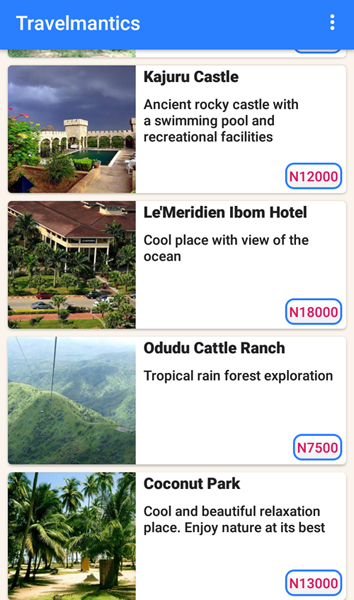 Travelmantics
Kajuru Castle
Ancient rocky castle with
a swimming pool and
recreational facilities
N12000
Le'Meridien Ibom Hotel
Cool place with view of the
ocean
N18000
Odudu Cattle Ranch
Tropical rain forest exploration
N7500
Coconut Park
Cool and beautiful relaxation
place. Enjoy nature at its best
N13000